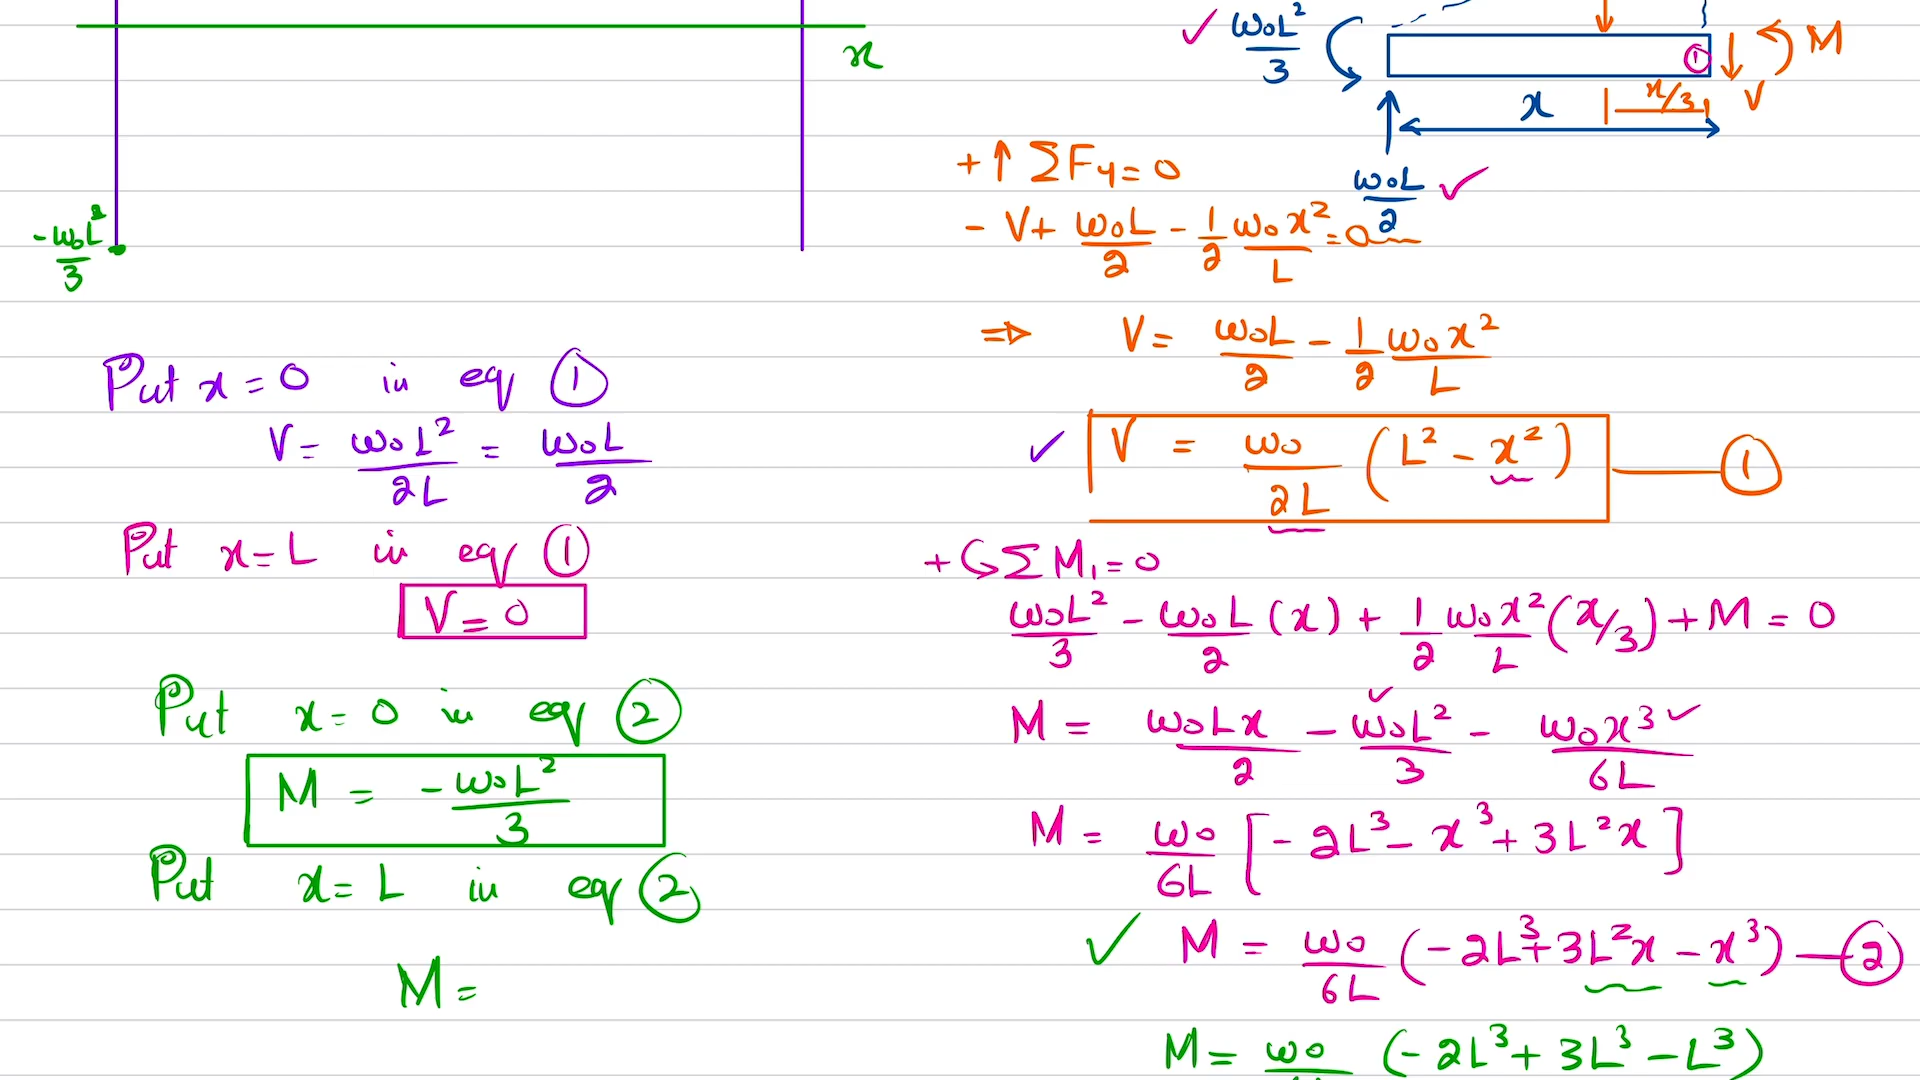 x
-w₀L²/3
Put x = 0 in eq ①
V = w₀L²/2L = w₀L/2
Put x = L in eq ①
V = 0
Put x = 0 in eq ②
M = -w₀L²/3
Put x = L in eq ②
M =
✓ w₀L²/3
① M
x x/3 V
w₀L/2 ✓
+↑ ΣFy = 0
- V + w₀L/2 - 1/2 w₀x²/L = 0
⇒ V = w₀L/2 - 1/2 w₀x²/L
✓ V = w₀/2L (L² - x²) — ①
+↺ ΣM₁ = 0
w₀L²/3 - w₀L/2 (x) + 1/2 w₀x²/L (x/3) + M = 0
M = w₀Lx/2 - w₀L²/3 ✓ - w₀x³/6L ✓
M = w₀/6L [-2L³ - x³ + 3L²x]
✓ M = w₀/6L (-2L³ + 3L²x - x³) — ②
M = w₀ (-2L³ + 3L³ - L³)